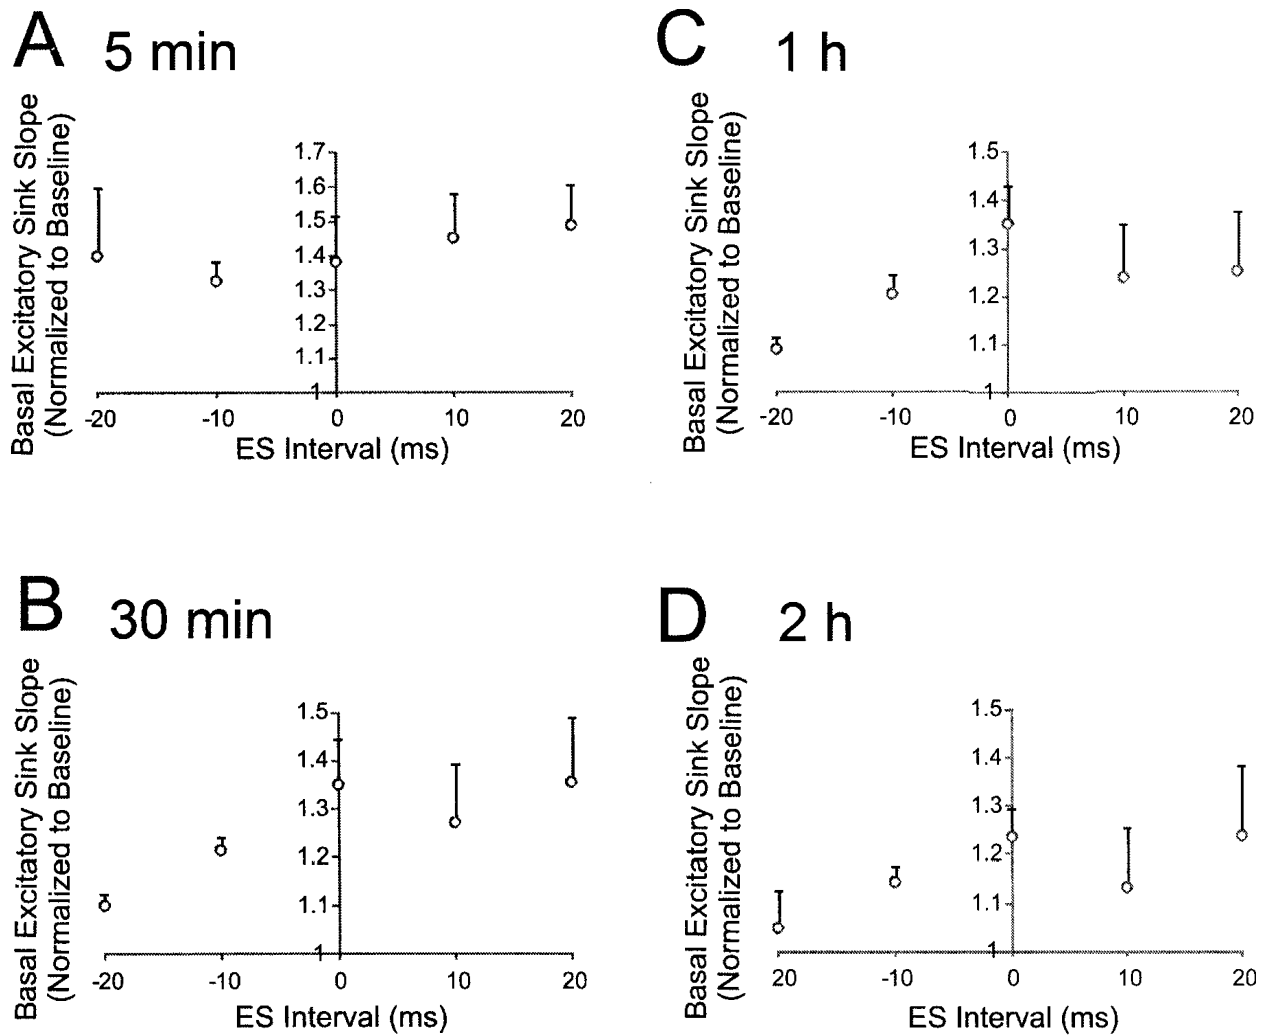 A 5 min
Basal Excitatory Sink Slope
(Normalized to Baseline)
1.7
1.6
1.5
1.4
1.3
1.2
1.1
1
-20 -10 0 10 20
ES Interval (ms)
C 1 h
Basal Excitatory Sink Slope
(Normalized to Baseline)
1.5
1.4
1.3
1.2
1.1
1
-20 -10 0 10 20
ES Interval (ms)
B 30 min
Basal Excitatory Sink Slope
(Normalized to Baseline)
1.5
1.4
1.3
1.2
1.1
1
-20 -10 0 10 20
ES Interval (ms)
D 2 h
Basal Excitatory Sink Slope
(Normalized to Baseline)
1.5
1.4
1.3
1.2
1.1
1
20 -10 0 10 20
ES Interval (ms)